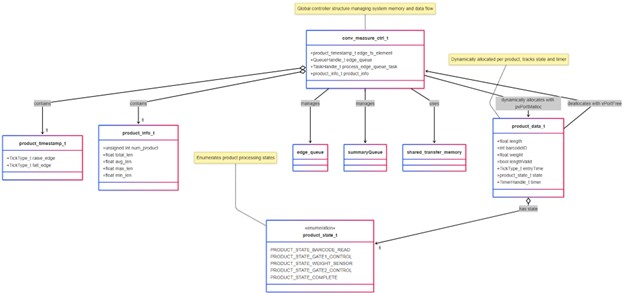 Global controller structure managing system memory and data flow
conv_measure_ctrl_t
+product_timestamp_t edge_ts_element
+QueueHandle_t edge_queue
+TaskHandle_t process_edge_queue_task
+product_info_t product_info
Dynamically allocated per product, tracks state and timer
contains
contains
manages
manages
uses
dynamically allocates with pvPortMalloc
deallocates with vPortFree
1
1
product_timestamp_t
+TickType_t raise_edge
+TickType_t fall_edge
product_info_t
+unsigned int num_product
+float total_len
+float avg_len
+float max_len
+float min_len
edge_queue
summaryQueue
shared_transfer_memory
product_data_t
+float length
+int barcodeID
+float weight
+bool lengthValid
+TickType_t entryTime
+product_state_t state
+TimerHandle_t timer
Enumerates product processing states
has state
1
«enumeration»
product_state_t
PRODUCT_STATE_BARCODE_READ
PRODUCT_STATE_GATE1_CONTROL
PRODUCT_STATE_WEIGHT_SENSOR
PRODUCT_STATE_GATE2_CONTROL
PRODUCT_STATE_COMPLETE